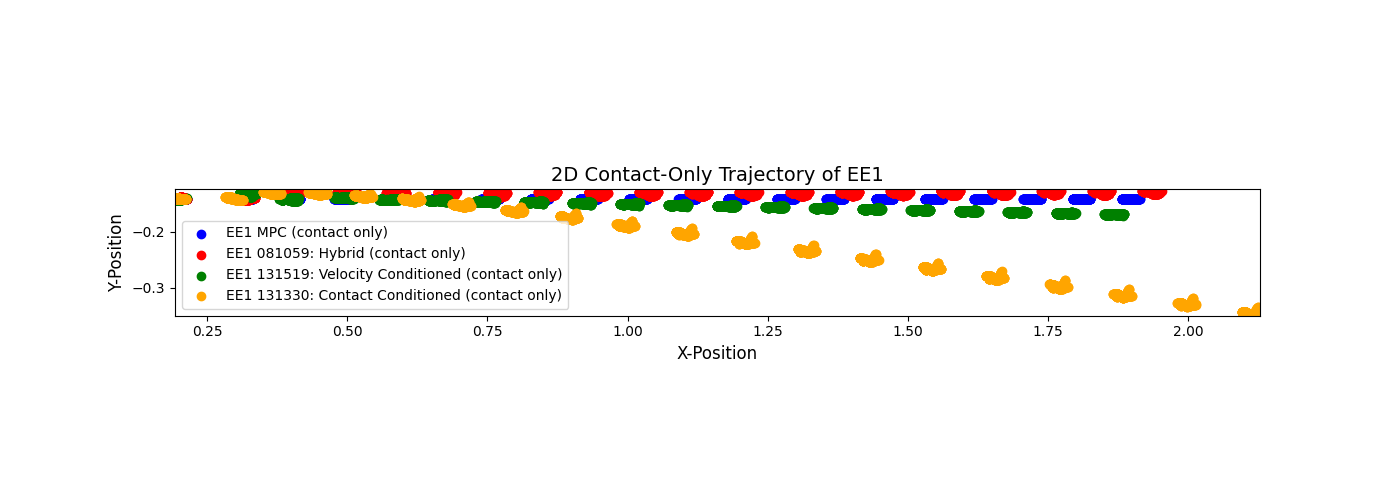 2D Contact-Only Trajectory of EE1
Y-Position
−0.2
−0.3
EE1 MPC (contact only)
EE1 081059: Hybrid (contact only)
EE1 131519: Velocity Conditioned (contact only)
EE1 131330: Contact Conditioned (contact only)
0.25 0.50 0.75 1.00 1.25 1.50 1.75 2.00
X-Position